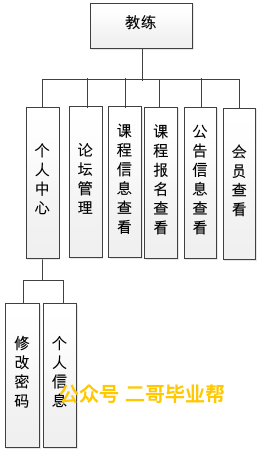 教练
个人中心
论坛管理
课程信息查看
课程报名查看
公告信息查看
会员查看
修改密码
个人信息
公众号 二哥毕业帮